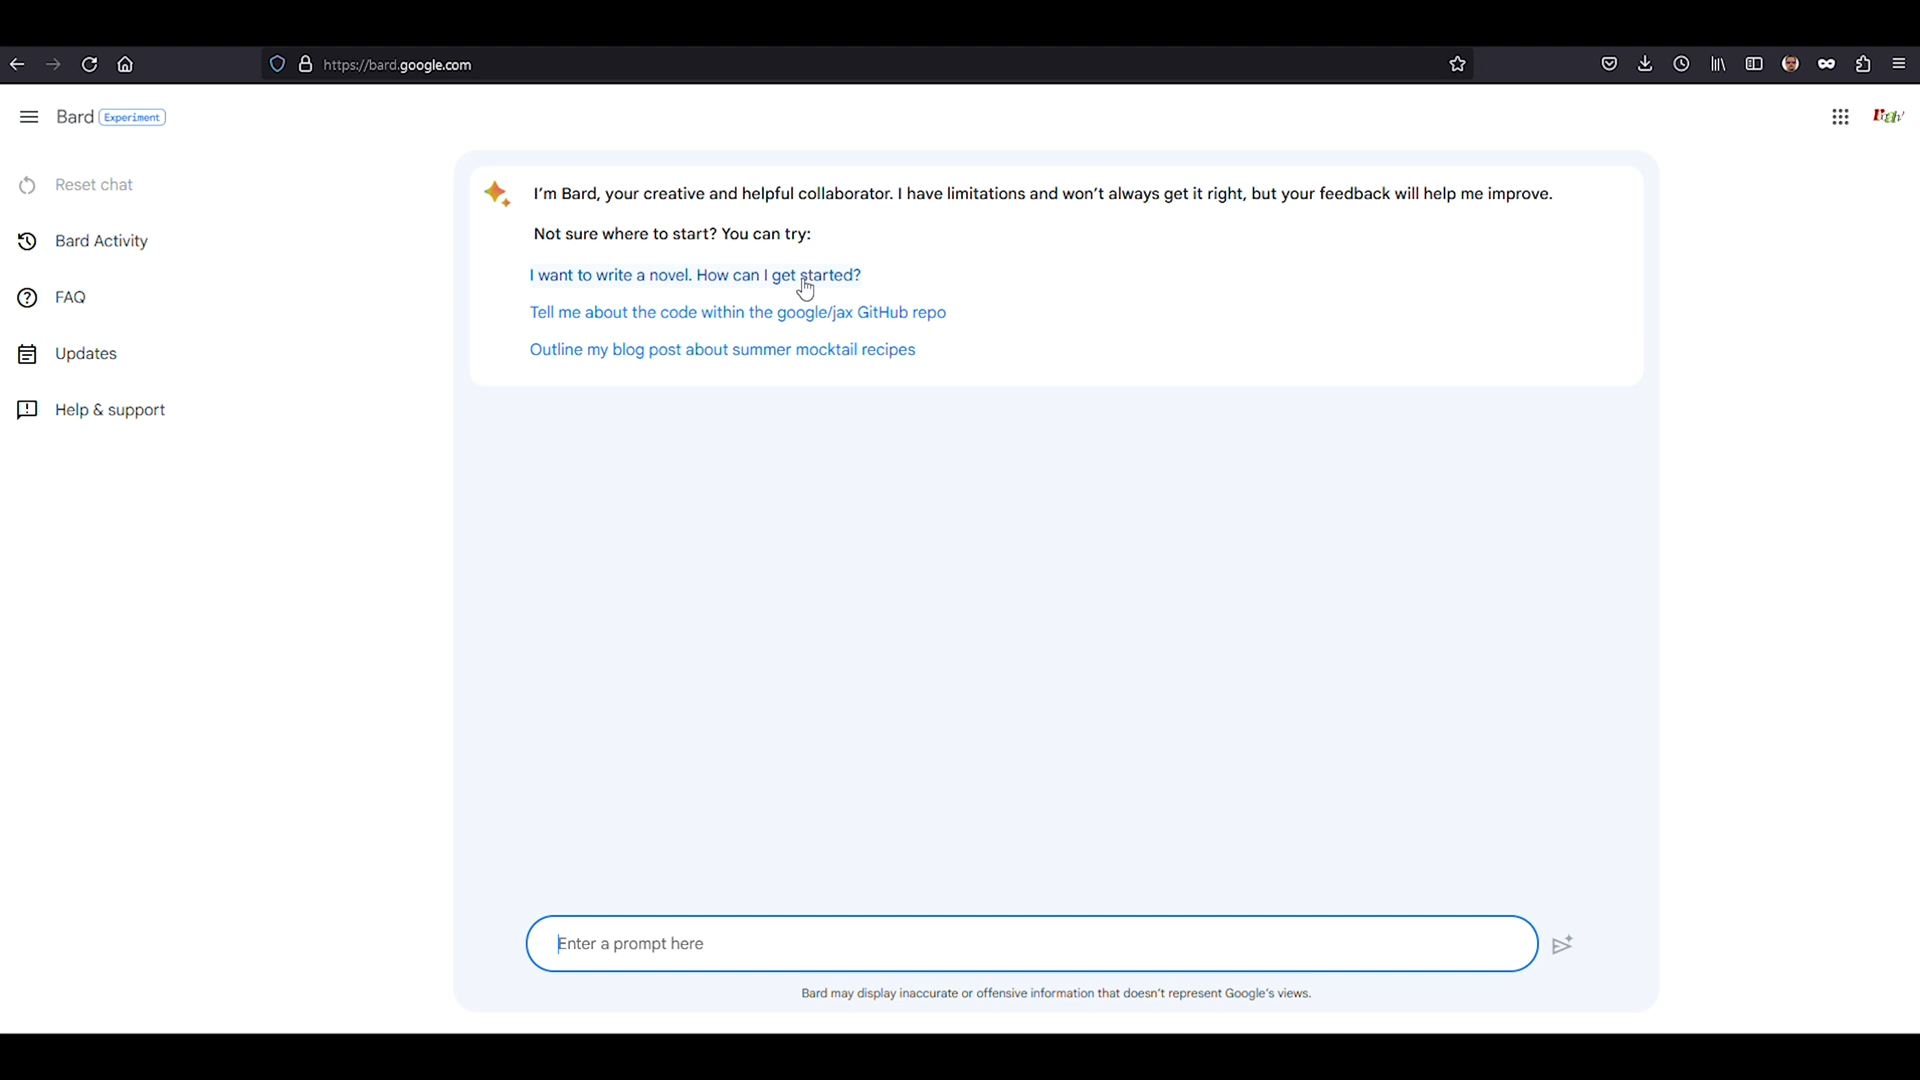 https://bard.google.com
Bard Experiment
Reset chat
Bard Activity
FAQ
Updates
Help & support
I'm Bard, your creative and helpful collaborator. I have limitations and won't always get it right, but your feedback will help me improve.
Not sure where to start? You can try:
I want to write a novel. How can I get started?
Tell me about the code within the google/jax GitHub repo
Outline my blog post about summer mocktail recipes
Enter a prompt here
Bard may display inaccurate or offensive information that doesn't represent Google's views.